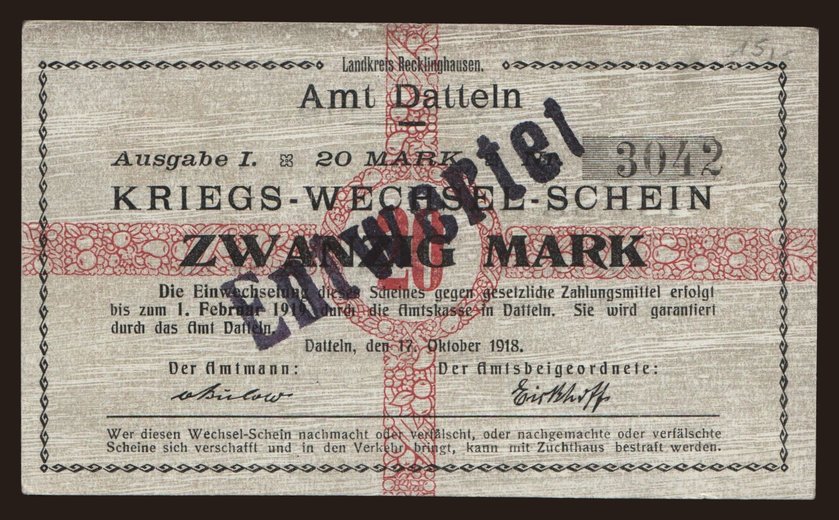 15,-
Landkreis Recklinghausen.
Amt Datteln
Ausgabe I. 20 MARK Nr. 3042
KRIEGS-WECHSEL-SCHEIN
20
ZWANZIG MARK
Entwertet
Die Einwechselung dieses Scheines gegen gesetzliche Zahlungsmittel erfolgt
bis zum 1. Februar 1919 durch die Amtskasse in Datteln. Sie wird garantiert
durch das Amt Datteln.
Datteln, den 17. Oktober 1918.
Der Amtmann: Der Amtsbeigeordnete:
Wer diesen Wechsel-Schein nachmacht oder verfälscht, oder nachgemachte oder verfälschte
Scheine sich verschafft und in den Verkehr bringt, kann mit Zuchthaus bestraft werden.